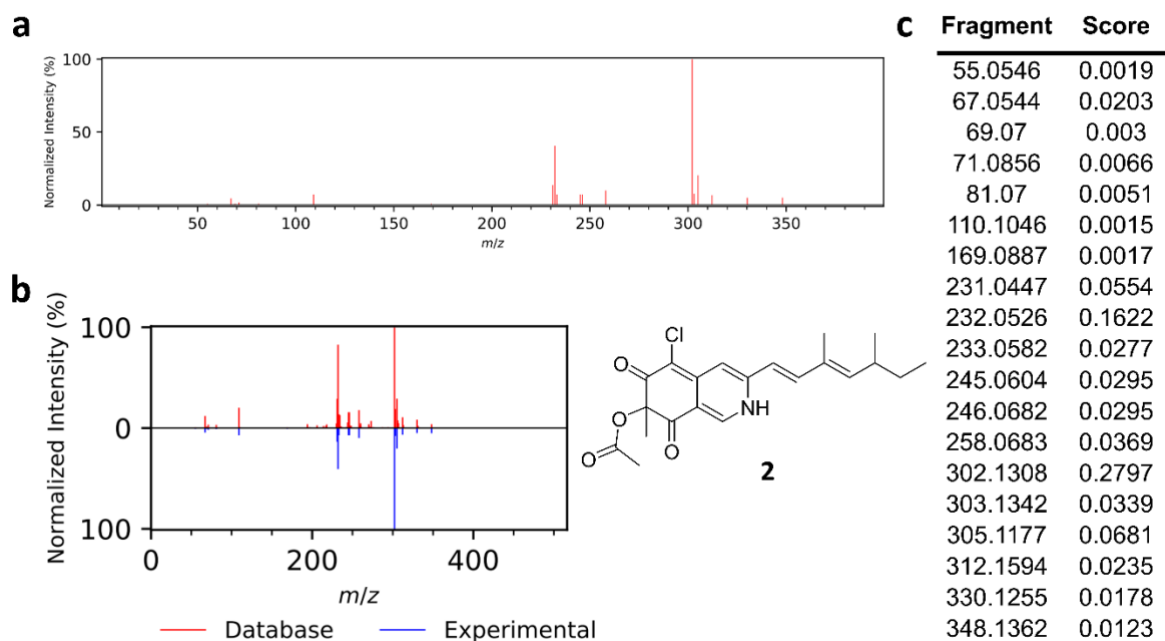 a
Normalized Intensity (%)
100
50
0
50 100 150 200 250 300 350
m/z
b
Normalized Intensity (%)
100
0
100
0 200 400
m/z
Database Experimental
Cl
O
NH
O
O
O
2
c
Fragment Score
55.0546 0.0019
67.0544 0.0203
69.07 0.003
71.0856 0.0066
81.07 0.0051
110.1046 0.0015
169.0887 0.0017
231.0447 0.0554
232.0526 0.1622
233.0582 0.0277
245.0604 0.0295
246.0682 0.0295
258.0683 0.0369
302.1308 0.2797
303.1342 0.0339
305.1177 0.0681
312.1594 0.0235
330.1255 0.0178
348.1362 0.0123